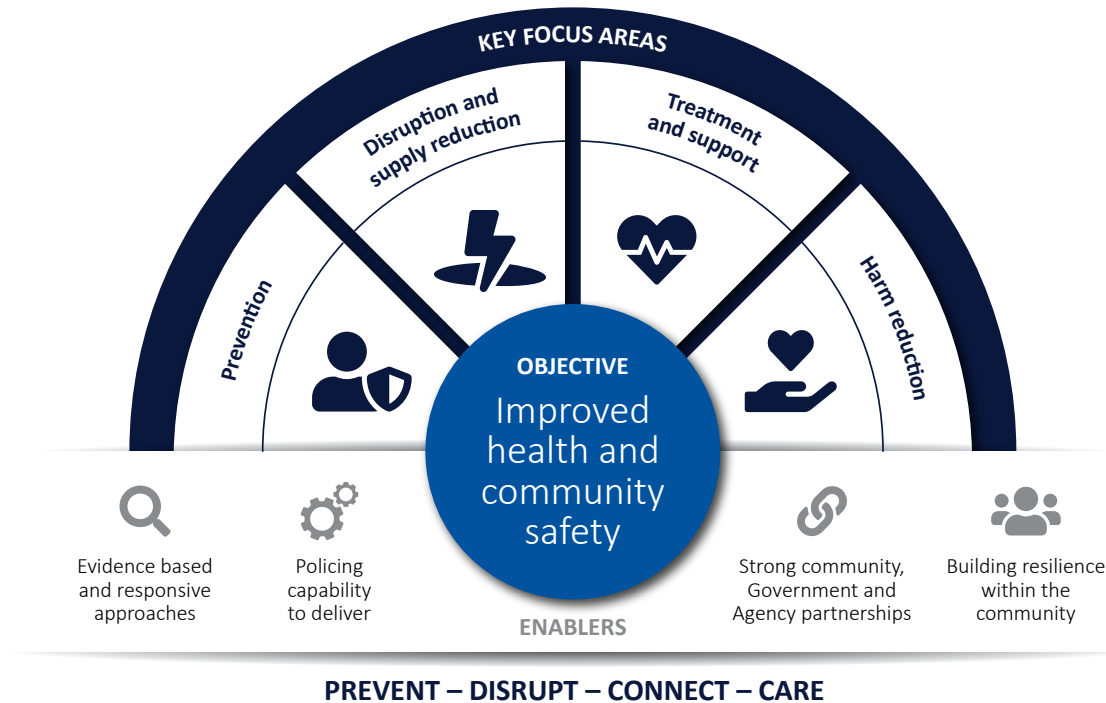 KEY FOCUS AREAS
Prevention
Disruption and
supply reduction
Treatment
and support
Harm reduction
OBJECTIVE
Improved
health and
community
safety
Evidence based
and responsive
approaches
Policing
capability
to deliver
Strong community,
Government and
Agency partnerships
Building resilience
within the
community
ENABLERS
PREVENT – DISRUPT – CONNECT – CARE